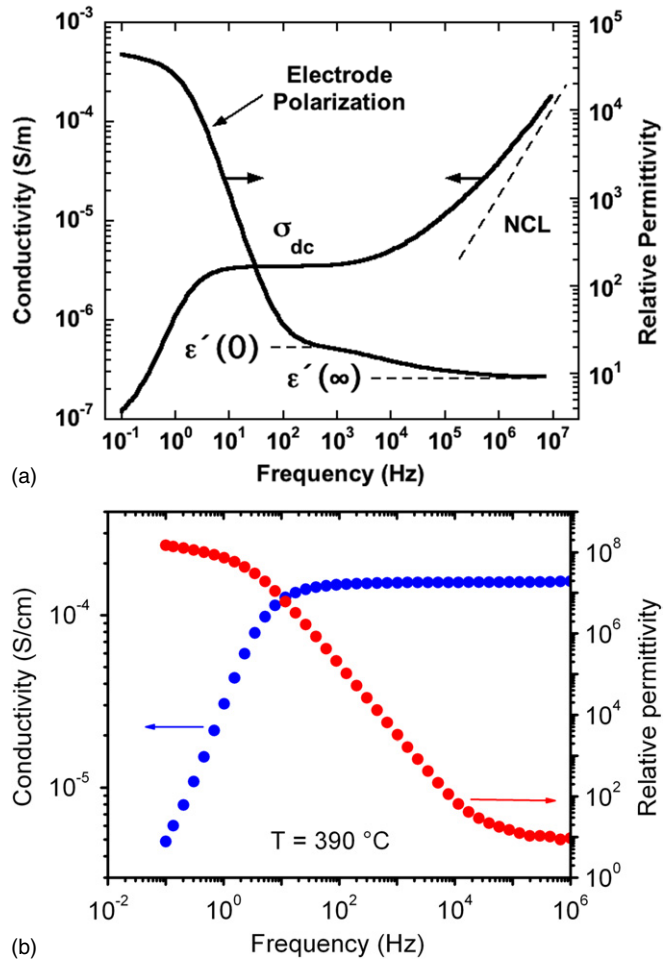 10⁻³
10⁻⁴
10⁻⁵
10⁻⁶
10⁻⁷
Conductivity (S/m)
Electrode
Polarization
σdc
ε´(0)
ε´(∞)
NCL
10⁵
10⁴
10³
10²
10¹
Relative Permittivity
10⁻¹ 10⁰ 10¹ 10² 10³ 10⁴ 10⁵ 10⁶ 10⁷
Frequency (Hz)
(a)
10⁻⁴
10⁻⁵
Conductivity (S/cm)
T = 390 °C
10⁸
10⁶
10⁴
10²
10⁰
Relative permittivity
10⁻² 10⁰ 10² 10⁴ 10⁶
Frequency (Hz)
(b)